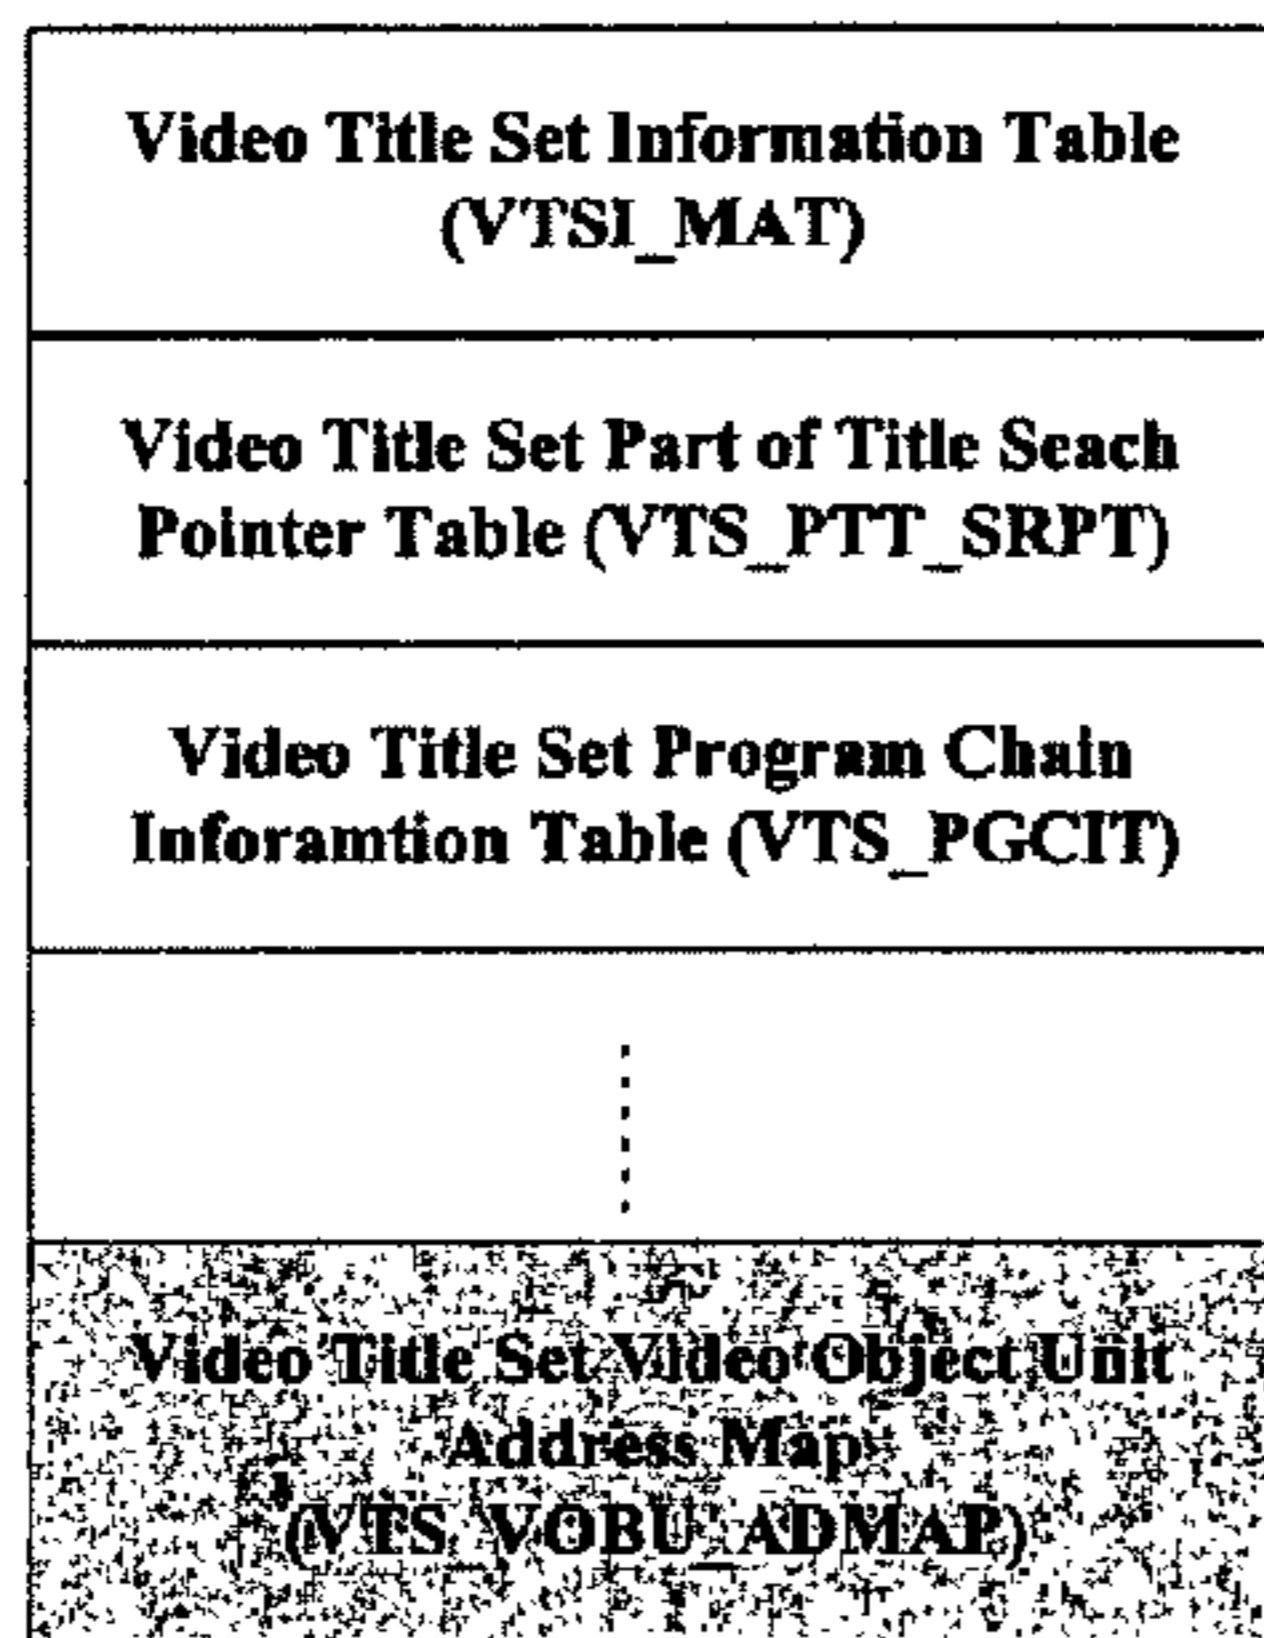 Video Title Set Information Table
(VTSI_MAT)
Video Title Set Part of Title Seach
Pointer Table (VTS_PTT_SRPT)
Video Title Set Program Chain
Inforamtion Table (VTS_PGCIT)
Video Title Set Video Object Unit
Address Map
(VTS_VOBU_ADMAP)